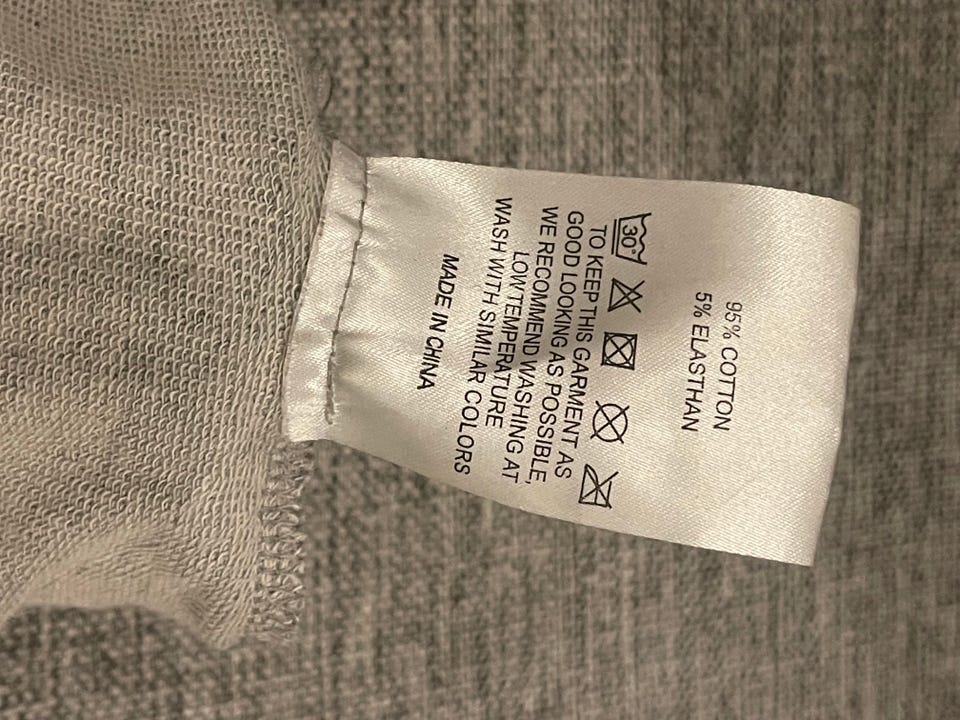 95% COTTON
5% ELASTHAN
30°
TO KEEP THIS GARMENT AS
GOOD LOOKING AS POSSIBLE,
WE RECOMMEND WASHING AT
LOW TEMPERATURE
WASH WITH SIMILAR COLORS
MADE IN CHINA